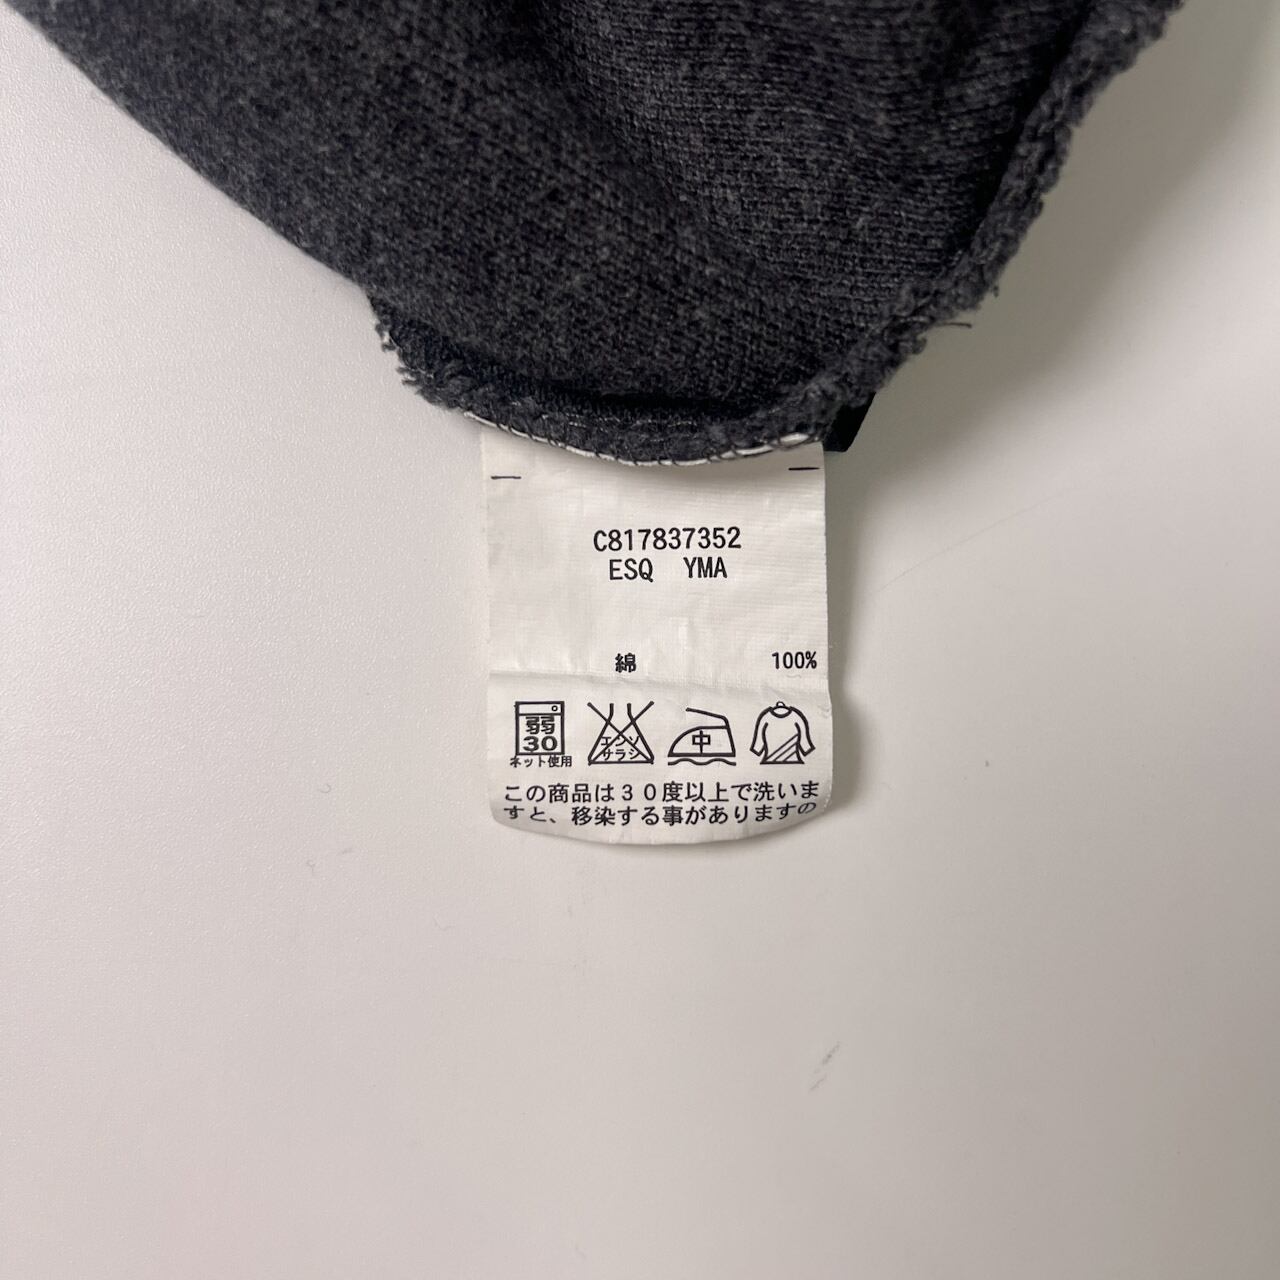 C817837352
ESQ YMA
綿 100%
弱
30
ネット使用
エンソ
サラシ
中
この商品は30度以上で洗いま
すと、移染する事がありますの